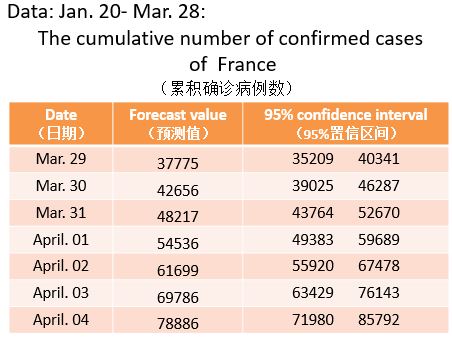 Data: Jan. 20- Mar. 28:
The cumulative number of confirmed cases
of France
（累积确诊病例数）
Date Forecast value 95% confidence interval
（日期） （预测值） （95%置信区间）
Mar. 29 37775 35209 40341
Mar. 30 42656 39025 46287
Mar. 31 48217 43764 52670
April. 01 54536 49383 59689
April. 02 61699 55920 67478
April. 03 69786 63429 76143
April. 04 78886 71980 85792